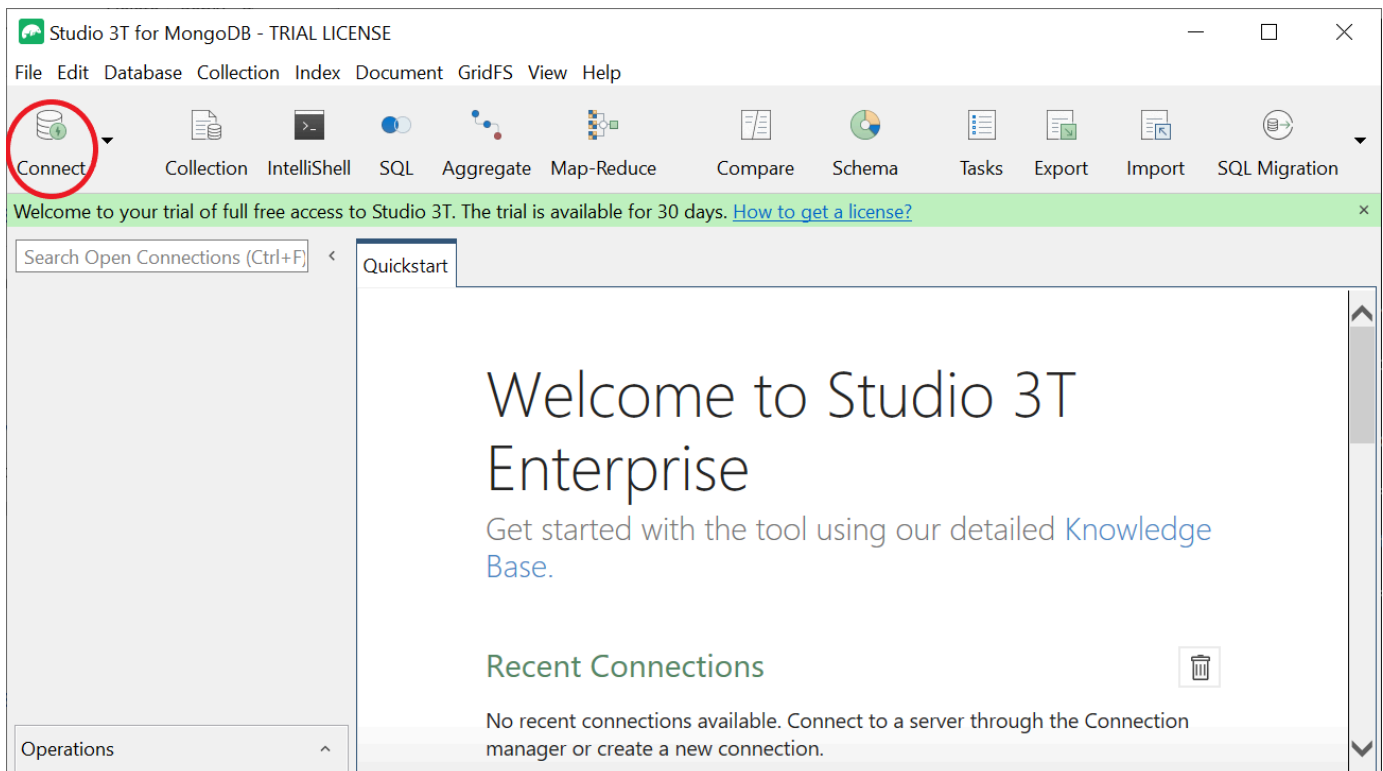 Studio 3T for MongoDB - TRIAL LICENSE
File Edit Database Collection Index Document GridFS View Help
Connect Collection IntelliShell SQL Aggregate Map-Reduce Compare Schema Tasks Export Import SQL Migration
Welcome to your trial of full free access to Studio 3T. The trial is available for 30 days. How to get a license?
Search Open Connections (Ctrl+F)
Quickstart
Welcome to Studio 3T
Enterprise
Get started with the tool using our detailed Knowledge
Base.
Recent Connections
No recent connections available. Connect to a server through the Connection
manager or create a new connection.
Operations